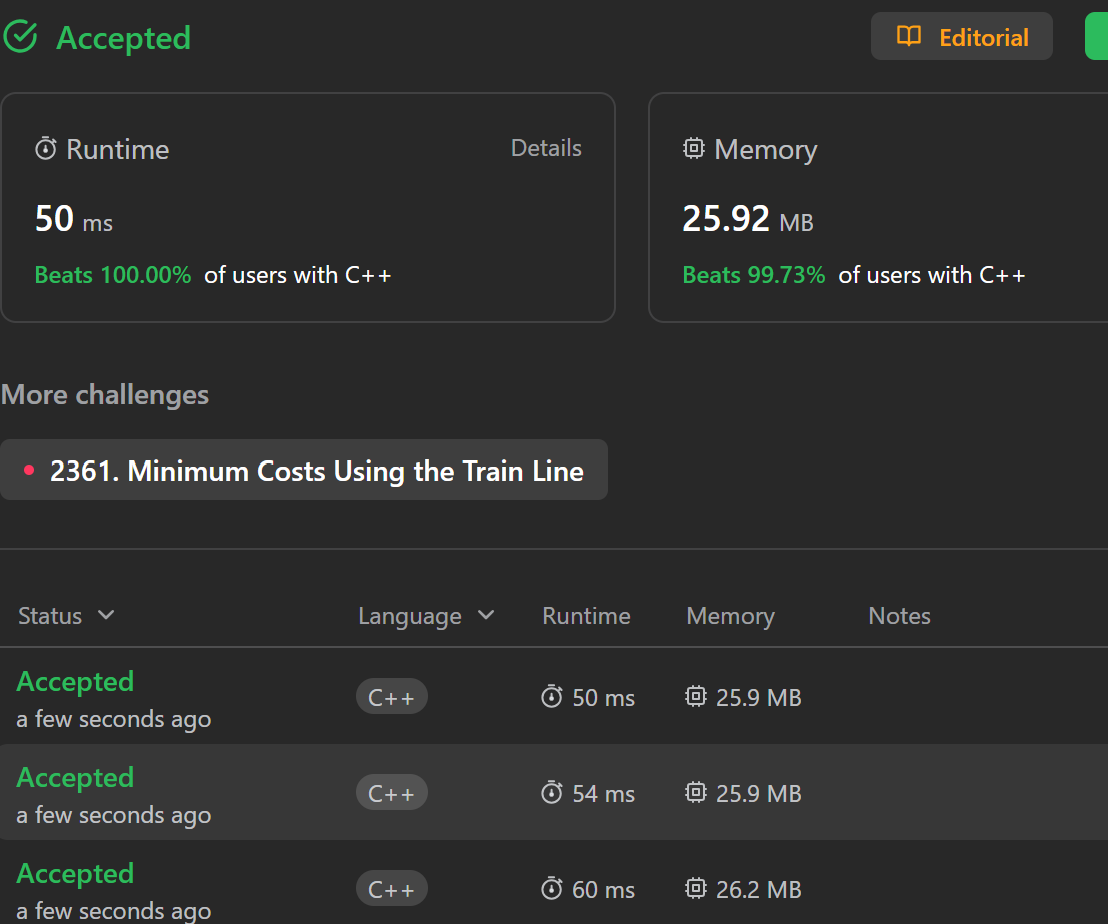 Accepted
Editorial
Runtime Details
50 ms
Beats 100.00% of users with C++
Memory
25.92 MB
Beats 99.73% of users with C++
More challenges
2361. Minimum Costs Using the Train Line
Status Language Runtime Memory Notes
Accepted
a few seconds ago
C++ 50 ms 25.9 MB
Accepted
a few seconds ago
C++ 54 ms 25.9 MB
Accepted
a few seconds ago
C++ 60 ms 26.2 MB